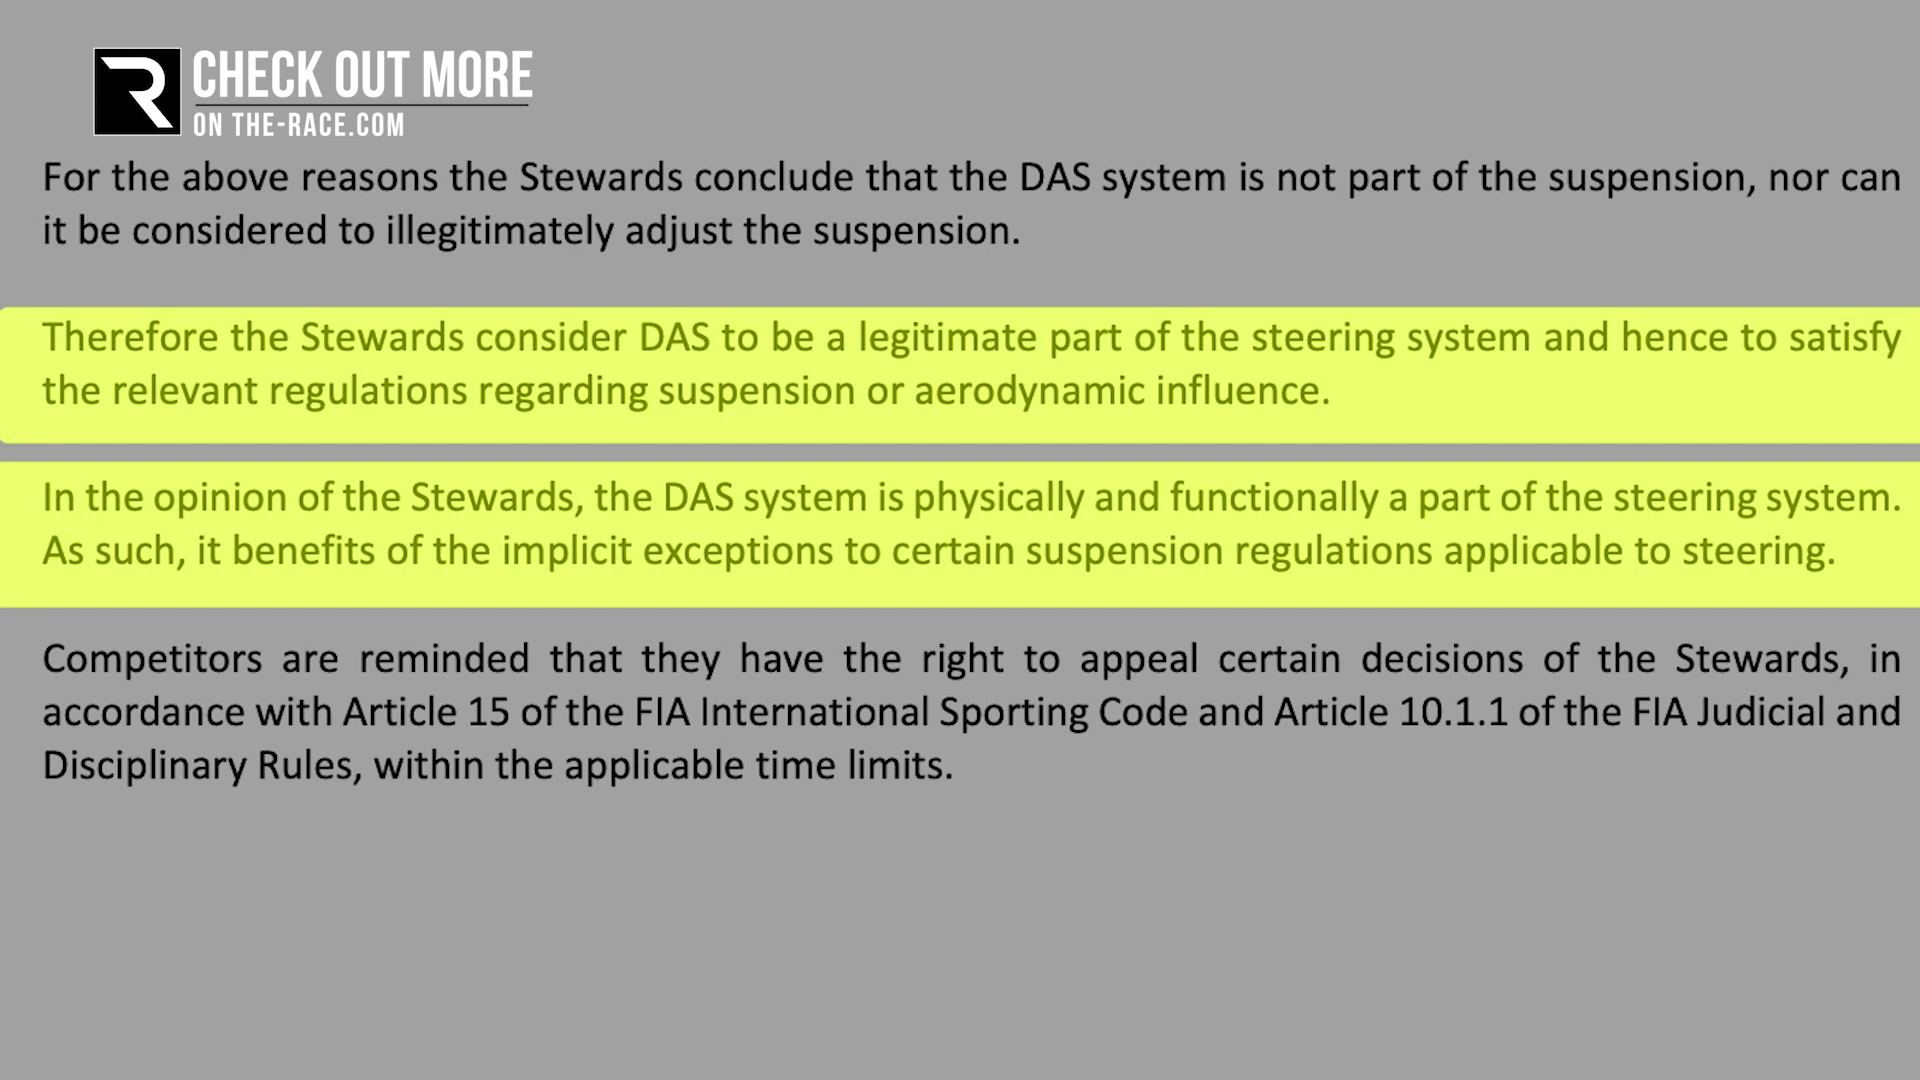 CHECK OUT MORE
ON THE-RACE.COM
For the above reasons the Stewards conclude that the DAS system is not part of the suspension, nor can
it be considered to illegitimately adjust the suspension.
Therefore the Stewards consider DAS to be a legitimate part of the steering system and hence to satisfy
the relevant regulations regarding suspension or aerodynamic influence.
In the opinion of the Stewards, the DAS system is physically and functionally a part of the steering system.
As such, it benefits of the implicit exceptions to certain suspension regulations applicable to steering.
Competitors are reminded that they have the right to appeal certain decisions of the Stewards, in
accordance with Article 15 of the FIA International Sporting Code and Article 10.1.1 of the FIA Judicial and
Disciplinary Rules, within the applicable time limits.